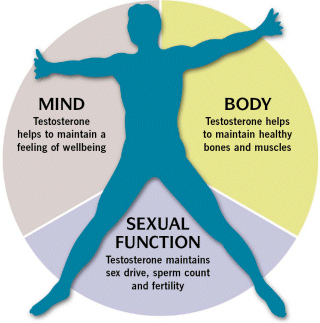 MIND
Testosterone
helps to maintain a
feeling of wellbeing
BODY
Testosterone helps
to maintain healthy
bones and muscles
SEXUAL
FUNCTION
Testosterone maintains
sex drive, sperm count
and fertility